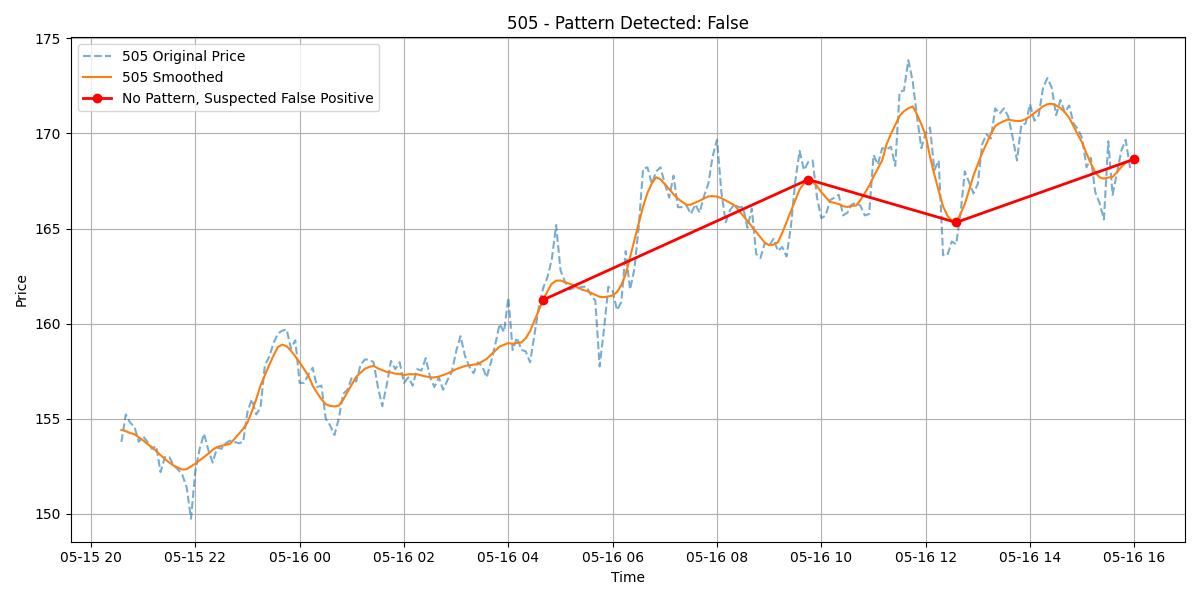 505 - Pattern Detected: False
175
505 Original Price
505 Smoothed
No Pattern, Suspected False Positive
170
165
160
155
150
Price
05-15 20 05-15 22 05-16 00 05-16 02 05-16 04 05-16 06 05-16 08 05-16 10 05-16 12 05-16 14 05-16 16
Time